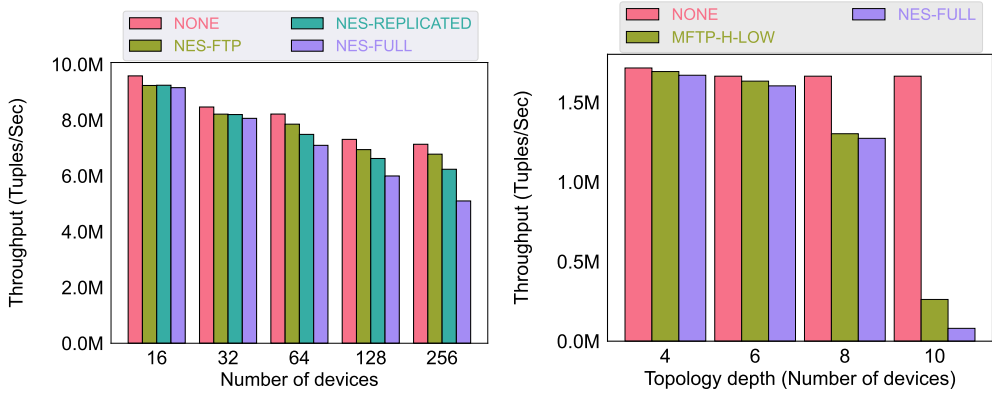 NONE
NES-REPLICATED
NES-FTP
NES-FULL
10.0M
8.0M
6.0M
4.0M
2.0M
0.0M
Throughput (Tuples/Sec)
16 32 64 128 256
Number of devices
NONE
NES-FULL
MFTP-H-LOW
1.5M
1.0M
0.5M
0.0M
Throughput (Tuples/Sec)
4 6 8 10
Topology depth (Number of devices)